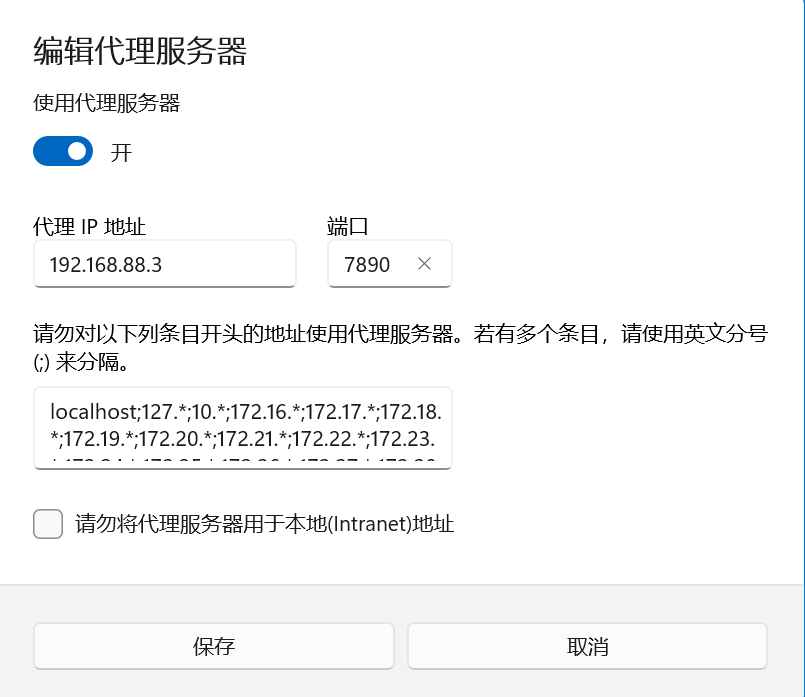 编辑代理服务器
使用代理服务器
开
代理 IP 地址
端口
192.168.88.3
7890
请勿对以下列条目开头的地址使用代理服务器。若有多个条目，请使用英文分号
(;) 来分隔。
localhost;127.*;10.*;172.16.*;172.17.*;172.18.
*;172.19.*;172.20.*;172.21.*;172.22.*;172.23.
请勿将代理服务器用于本地(Intranet)地址
保存
取消